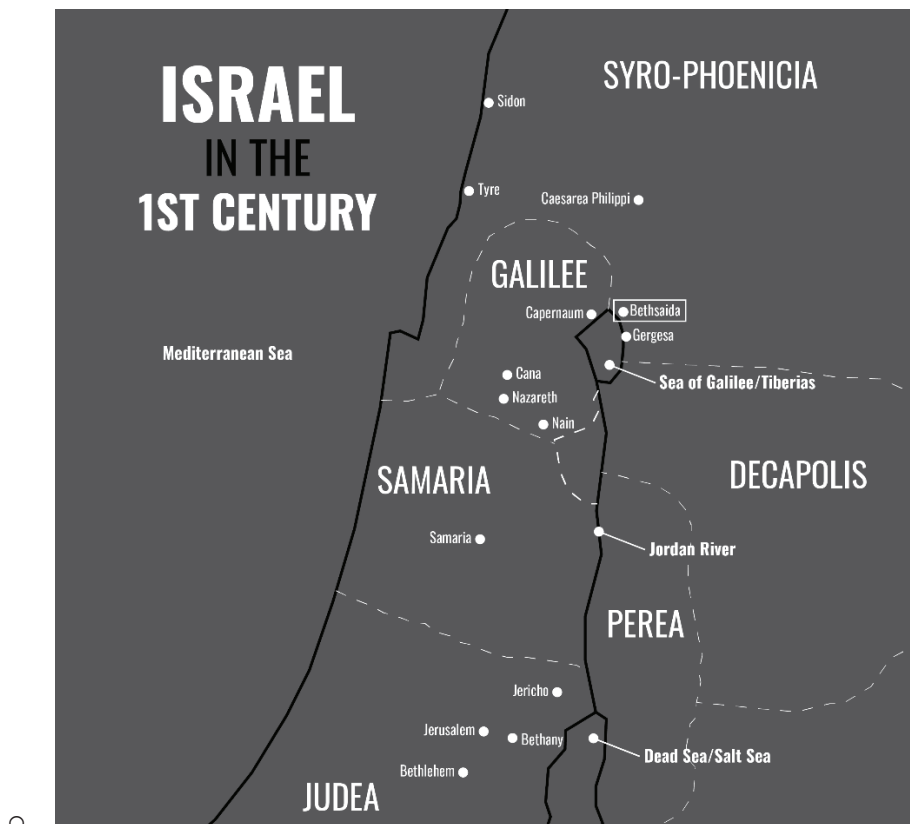 ISRAEL
IN THE
1ST CENTURY
SYRO-PHOENICIA
Sidon
Tyre
Caesarea Philippi
GALILEE
Capernaum
Bethsaida
Gergesa
Mediterranean Sea
Cana
Sea of Galilee/Tiberias
Nazareth
Nain
SAMARIA
DECAPOLIS
Samaria
Jordan River
PEREA
Jericho
Jerusalem
Bethany
Dead Sea/Salt Sea
Bethlehem
JUDEA